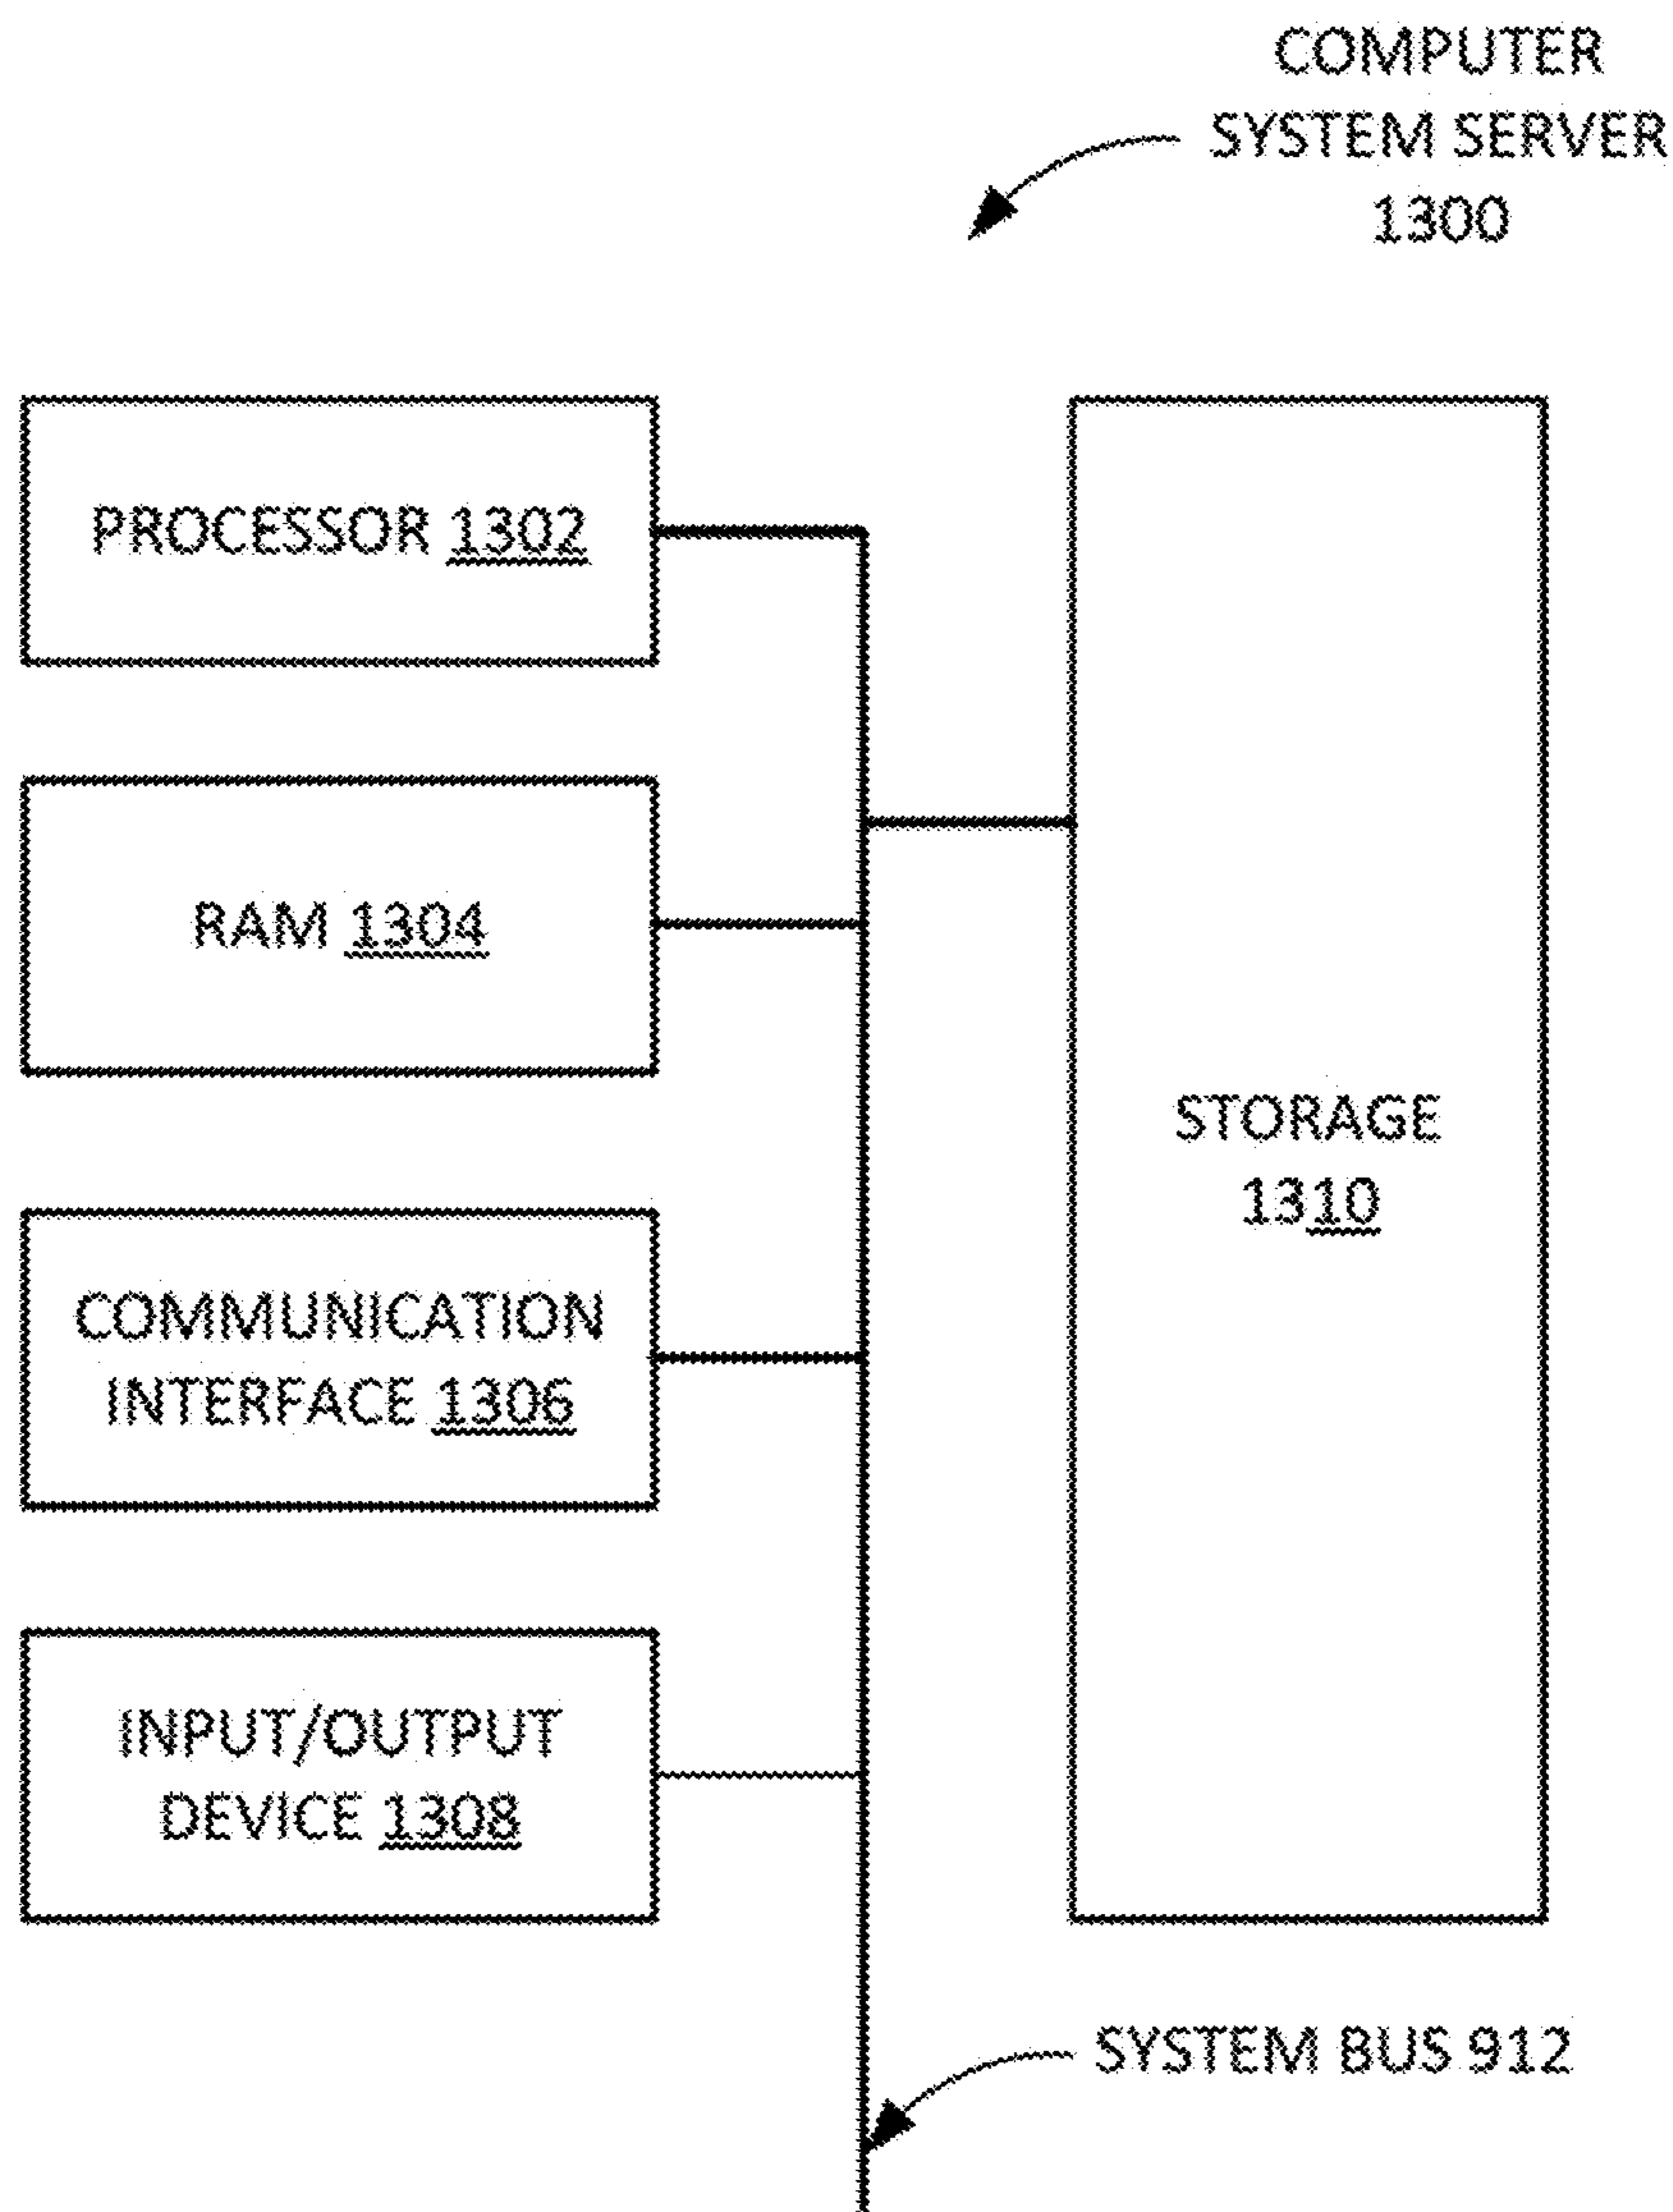 COMPUTER
SYSTEM SERVER
1300
PROCESSOR 1302
RAM 1304
STORAGE
1310
COMMUNICATION
INTERFACE 1306
INPUT/OUTPUT
DEVICE 1308
SYSTEM BUS 912